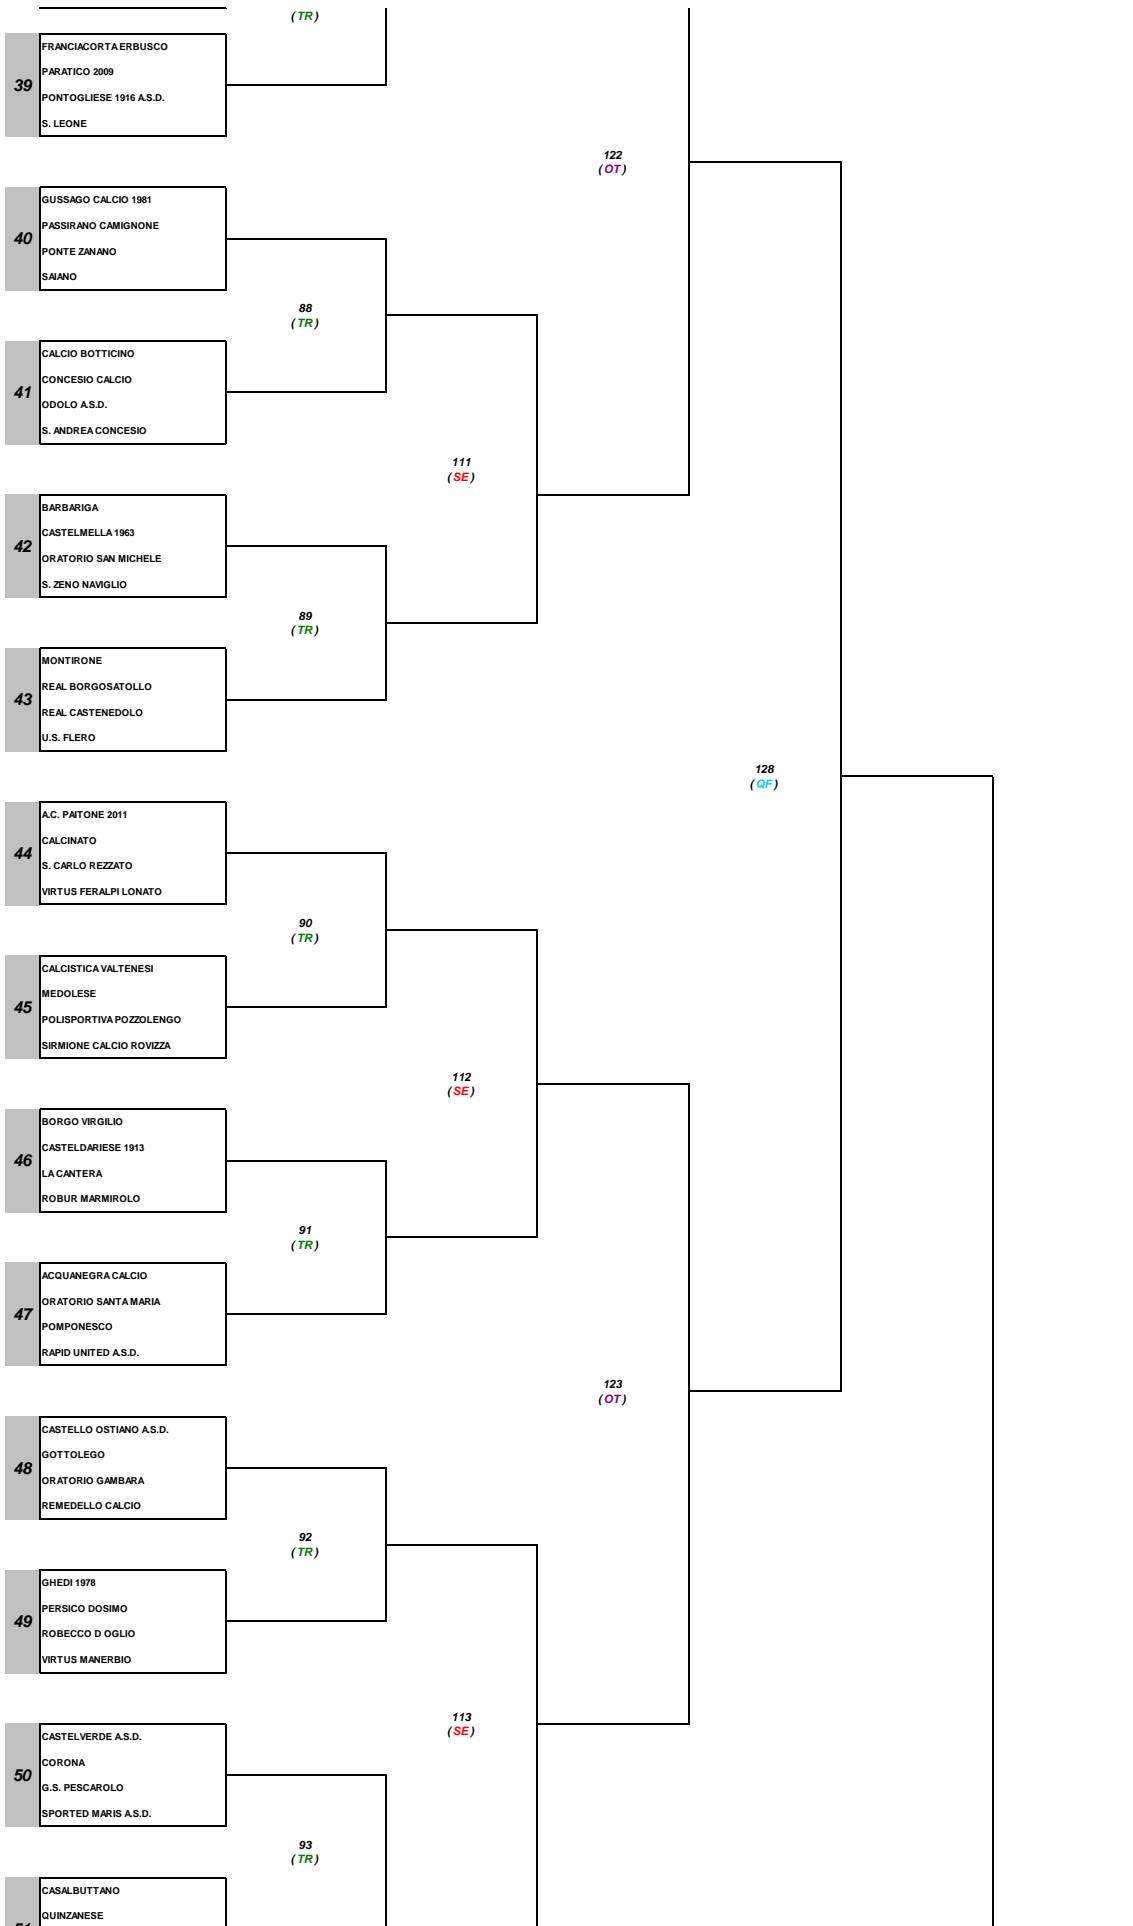 (TR)
39
FRANCIACORTA ERBUSCO
PARATICO 2009
PONTOGLIESE 1916 A.S.D.
S. LEONE
122
(OT)
40
GUSSAGO CALCIO 1981
PASSIRANO CAMIGNONE
PONTE ZANANO
SAIANO
88
(TR)
41
CALCIO BOTTICINO
CONCESIO CALCIO
ODOLO A.S.D.
S. ANDREA CONCESIO
111
(SE)
42
BARBARIGA
CASTELMELLA 1963
ORATORIO SAN MICHELE
S. ZENO NAVIGLIO
89
(TR)
43
MONTIRONE
REAL BORGOSATOLLO
REAL CASTENEDOLO
U.S. FLERO
128
(QF)
44
A.C. PAITONE 2011
CALCINATO
S. CARLO REZZATO
VIRTUS FERALPI LONATO
90
(TR)
45
CALCISTICA VALTENESI
MEDOLESE
POLISPORTIVA POZZOLENGO
SIRMIONE CALCIO ROVIZZA
112
(SE)
46
BORGO VIRGILIO
CASTELDARIESE 1913
LA CANTERA
ROBUR MARMIROLO
91
(TR)
47
ACQUANEGRA CALCIO
ORATORIO SANTA MARIA
POMPONESCO
RAPID UNITED A.S.D.
123
(OT)
48
CASTELLO OSTIANO A.S.D.
GOTTOLEGO
ORATORIO GAMBARA
REMEDELLO CALCIO
92
(TR)
49
GHEDI 1978
PERSICO DOSIMO
ROBECCO D OGLIO
VIRTUS MANERBIO
113
(SE)
50
CASTELVERDE A.S.D.
CORONA
G.S. PESCAROLO
SPORTED MARIS A.S.D.
93
(TR)
CASALBUTTANO
QUINZANESE